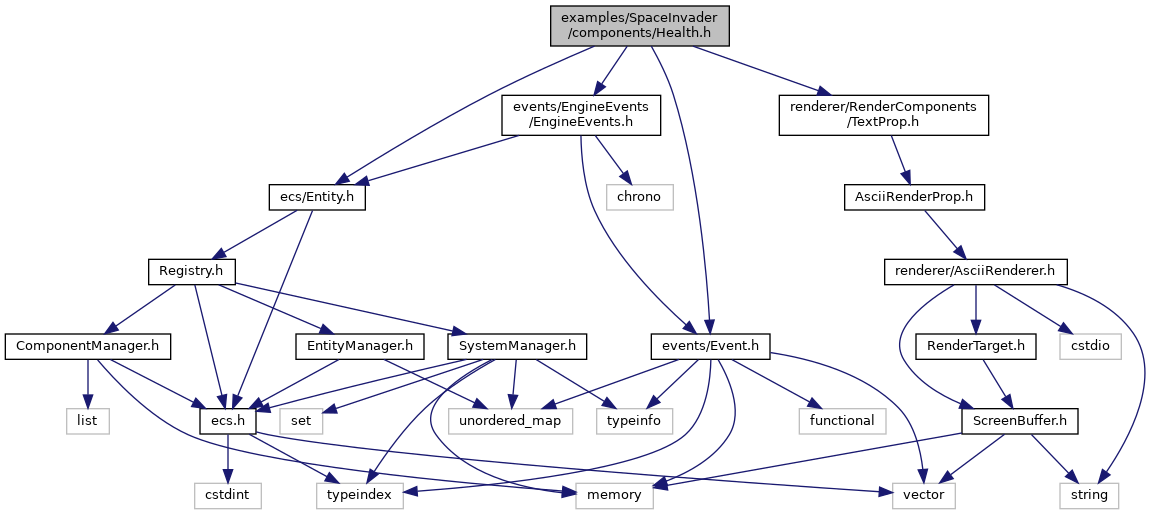 examples/SpaceInvader
/components/Health.h
events/EngineEvents
/EngineEvents.h
renderer/RenderComponents
/TextProp.h
ecs/Entity.h
chrono
AsciiRenderProp.h
Registry.h
renderer/AsciiRenderer.h
ComponentManager.h
EntityManager.h
SystemManager.h
events/Event.h
RenderTarget.h
cstdio
list
ecs.h
set
unordered_map
typeinfo
functional
ScreenBuffer.h
cstdint
typeindex
memory
vector
string